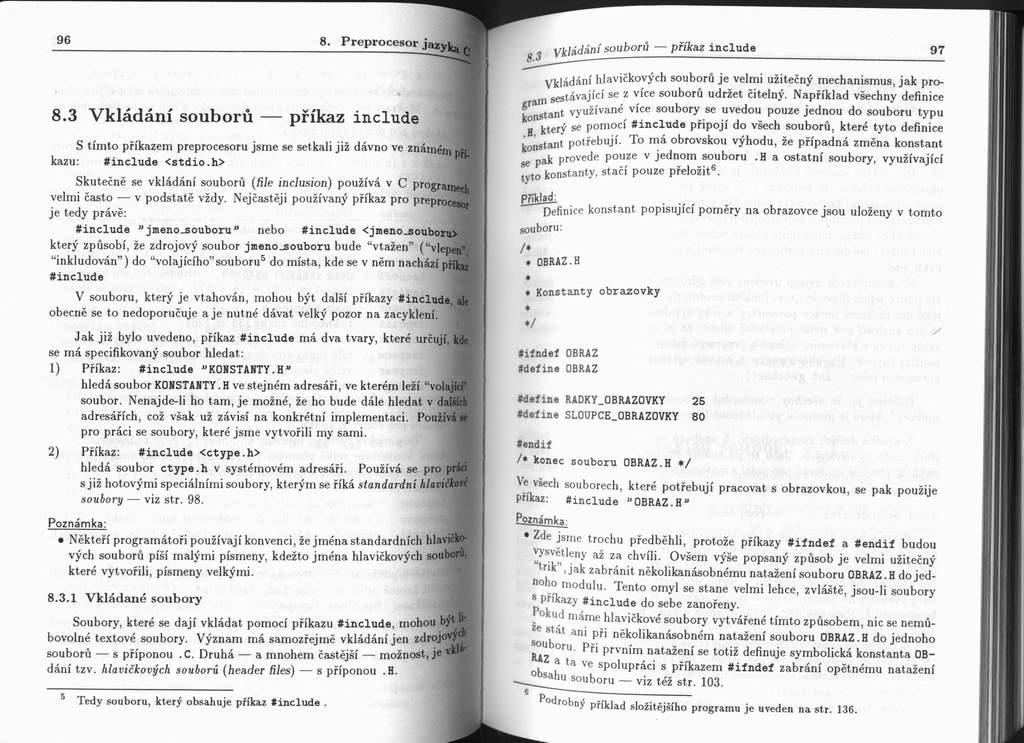 96
8. Preprocesor jazyka C
8.3 Vkládání souborů — příkaz include
S tímto příkazem preprocesoru jsme se setkali již dávno ve známém pří-
kazu: #include <stdio.h>
Skutečně se vkládání souborů (file inclusion) používá v C programech
velmi často — v podstatě vždy. Nejčastěji používaný příkaz pro preprocesor
je tedy právě:
#include "jmeno_souboru" nebo #include <jmeno_souboru>
který způsobí, že zdrojový soubor jmeno_souboru bude “vtažen” (“vlepen”,
“inkludován”) do “volajícího” souboru⁵ do místa, kde se v něm nachází příkaz
#include
V souboru, který je vtahován, mohou být další příkazy #include, ale
obecně se to nedoporučuje a je nutné dávat velký pozor na zacyklení.
Jak již bylo uvedeno, příkaz #include má dva tvary, které určují, kde
se má specifikovaný soubor hledat:
1) Příkaz: #include "KONSTANTY.H"
hledá soubor KONSTANTY.H ve stejném adresáři, ve kterém leží “volající”
soubor. Nenajde-li ho tam, je možné, že ho bude dále hledat v dalších
adresářích, což však už závisí na konkrétní implementaci. Používá se
pro práci se soubory, které jsme vytvořili my sami.
2) Příkaz: #include <ctype.h>
hledá soubor ctype.h v systémovém adresáři. Používá se pro práci
s již hotovými speciálními soubory, kterým se říká standardní hlavičkové
soubory — viz str. 98.
Poznámka:
• Někteří programátoři používají konvenci, že jména standardních hlavičko-
vých souborů píší malými písmeny, kdežto jména hlavičkových souborů,
které vytvořili, písmeny velkými.
8.3.1 Vkládané soubory
Soubory, které se dají vkládat pomocí příkazu #include, mohou být li-
bovolné textové soubory. Význam má samozřejmě vkládání jen zdrojových
souborů — s příponou .C. Druhá — a mnohem častější — možnost, je vklá-
dání tzv. hlavičkových souborů (header files) — s příponou .H.
⁵ Tedy souboru, který obsahuje příkaz #include .
8.3 Vkládání souborů — příkaz include
97
Vkládání hlavičkových souborů je velmi užitečný mechanismus, jak pro-
gram sestávající se z více souborů udržet čitelný. Například všechny definice
konstant využívané více soubory se uvedou pouze jednou do souboru typu
.H, který se pomocí #include připojí do všech souborů, které tyto definice
konstant potřebují. To má obrovskou výhodu, že případná změna konstant
se pak provede pouze v jednom souboru .H a ostatní soubory, využívající
tyto konstanty, stačí pouze přeložit⁶.
Příklad:
Definice konstant popisující poměry na obrazovce jsou uloženy v tomto
souboru:
/*
* OBRAZ.H
*
* Konstanty obrazovky
*
*/
#ifndef OBRAZ
#define OBRAZ
#define RADKY_OBRAZOVKY 25
#define SLOUPCE_OBRAZOVKY 80
#endif
/* konec souboru OBRAZ.H */
Ve všech souborech, které potřebují pracovat s obrazovkou, se pak použije
příkaz: #include "OBRAZ.H"
Poznámka:
• Zde jsme trochu předběhli, protože příkazy #ifndef a #endif budou
vysvětleny až za chvíli. Ovšem výše popsaný způsob je velmi užitečný
“trik”, jak zabránit několikanásobnému natažení souboru OBRAZ.H do jed-
noho modulu. Tento omyl se stane velmi lehce, zvláště, jsou-li soubory
s příkazy #include do sebe zanořeny.
Pokud máme hlavičkové soubory vytvářené tímto způsobem, nic se nemů-
že stát ani při několikanásobném natažení souboru OBRAZ.H do jednoho
souboru. Při prvním natažení se totiž definuje symbolická konstanta OB-
RAZ a ta ve spolupráci s příkazem #ifndef zabrání opětnému natažení
obsahu souboru — viz též str. 103.
⁶ Podrobný příklad složitějšího programu je uveden na str. 136.